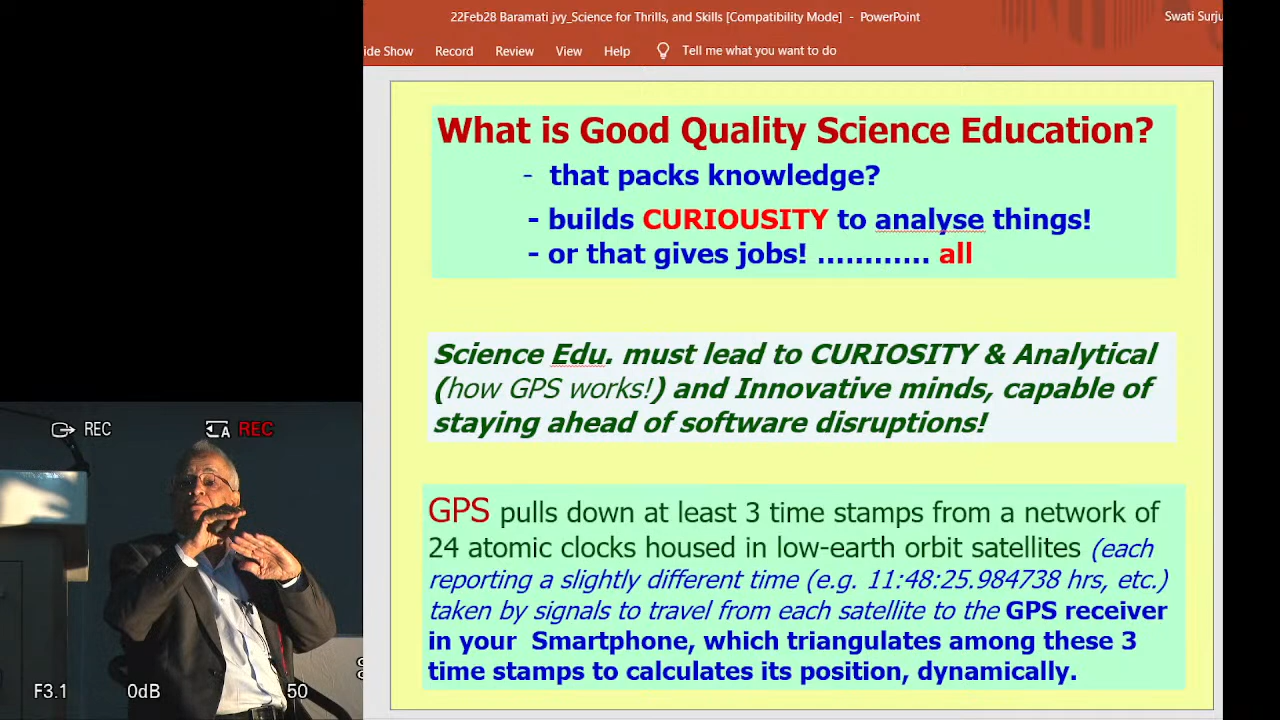 22Feb28 Baramati jvy_Science for Thrills, and Skills [Compatibility Mode] - PowerPoint
Swati Surju
ide Show Record Review View Help Tell me what you want to do
What is Good Quality Science Education?
- that packs knowledge?
- builds CURIOUSITY to analyse things!
- or that gives jobs! ............ all
Science Edu. must lead to CURIOSITY & Analytical
(how GPS works!) and Innovative minds, capable of
staying ahead of software disruptions!
GPS pulls down at least 3 time stamps from a network of
24 atomic clocks housed in low-earth orbit satellites (each
reporting a slightly different time (e.g. 11:48:25.984738 hrs, etc.)
taken by signals to travel from each satellite to the GPS receiver
in your Smartphone, which triangulates among these 3
time stamps to calculates its position, dynamically.
REC A REC
F3.1 0dB 50